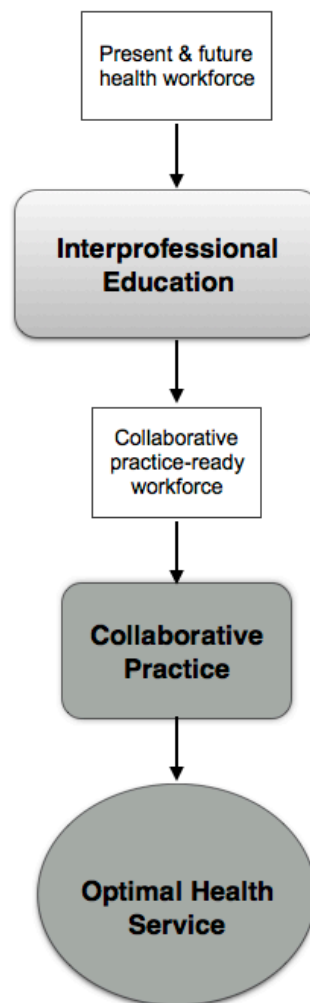 Present & future
health workforce
Interprofessional
Education
Collaborative
practice-ready
workforce
Collaborative
Practice
Optimal Health
Service